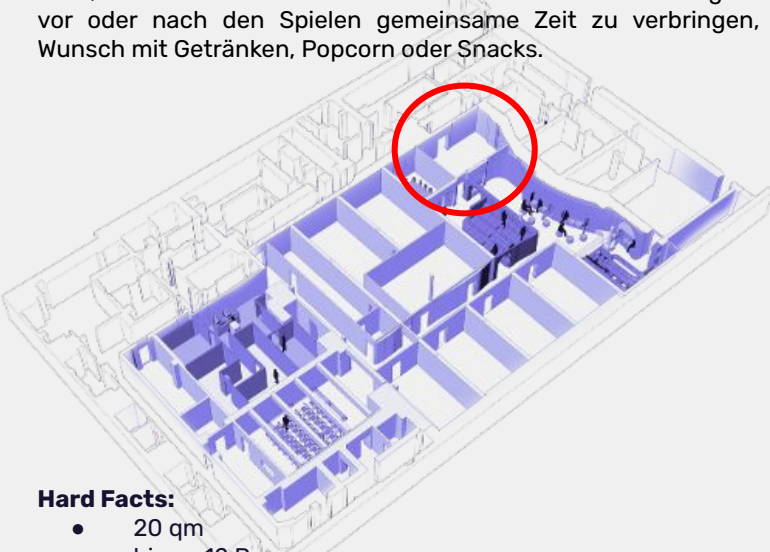 vor oder nach den Spielen gemeinsame Zeit zu verbringen,
Wunsch mit Getränken, Popcorn oder Snacks.
Hard Facts:
● 20 qm